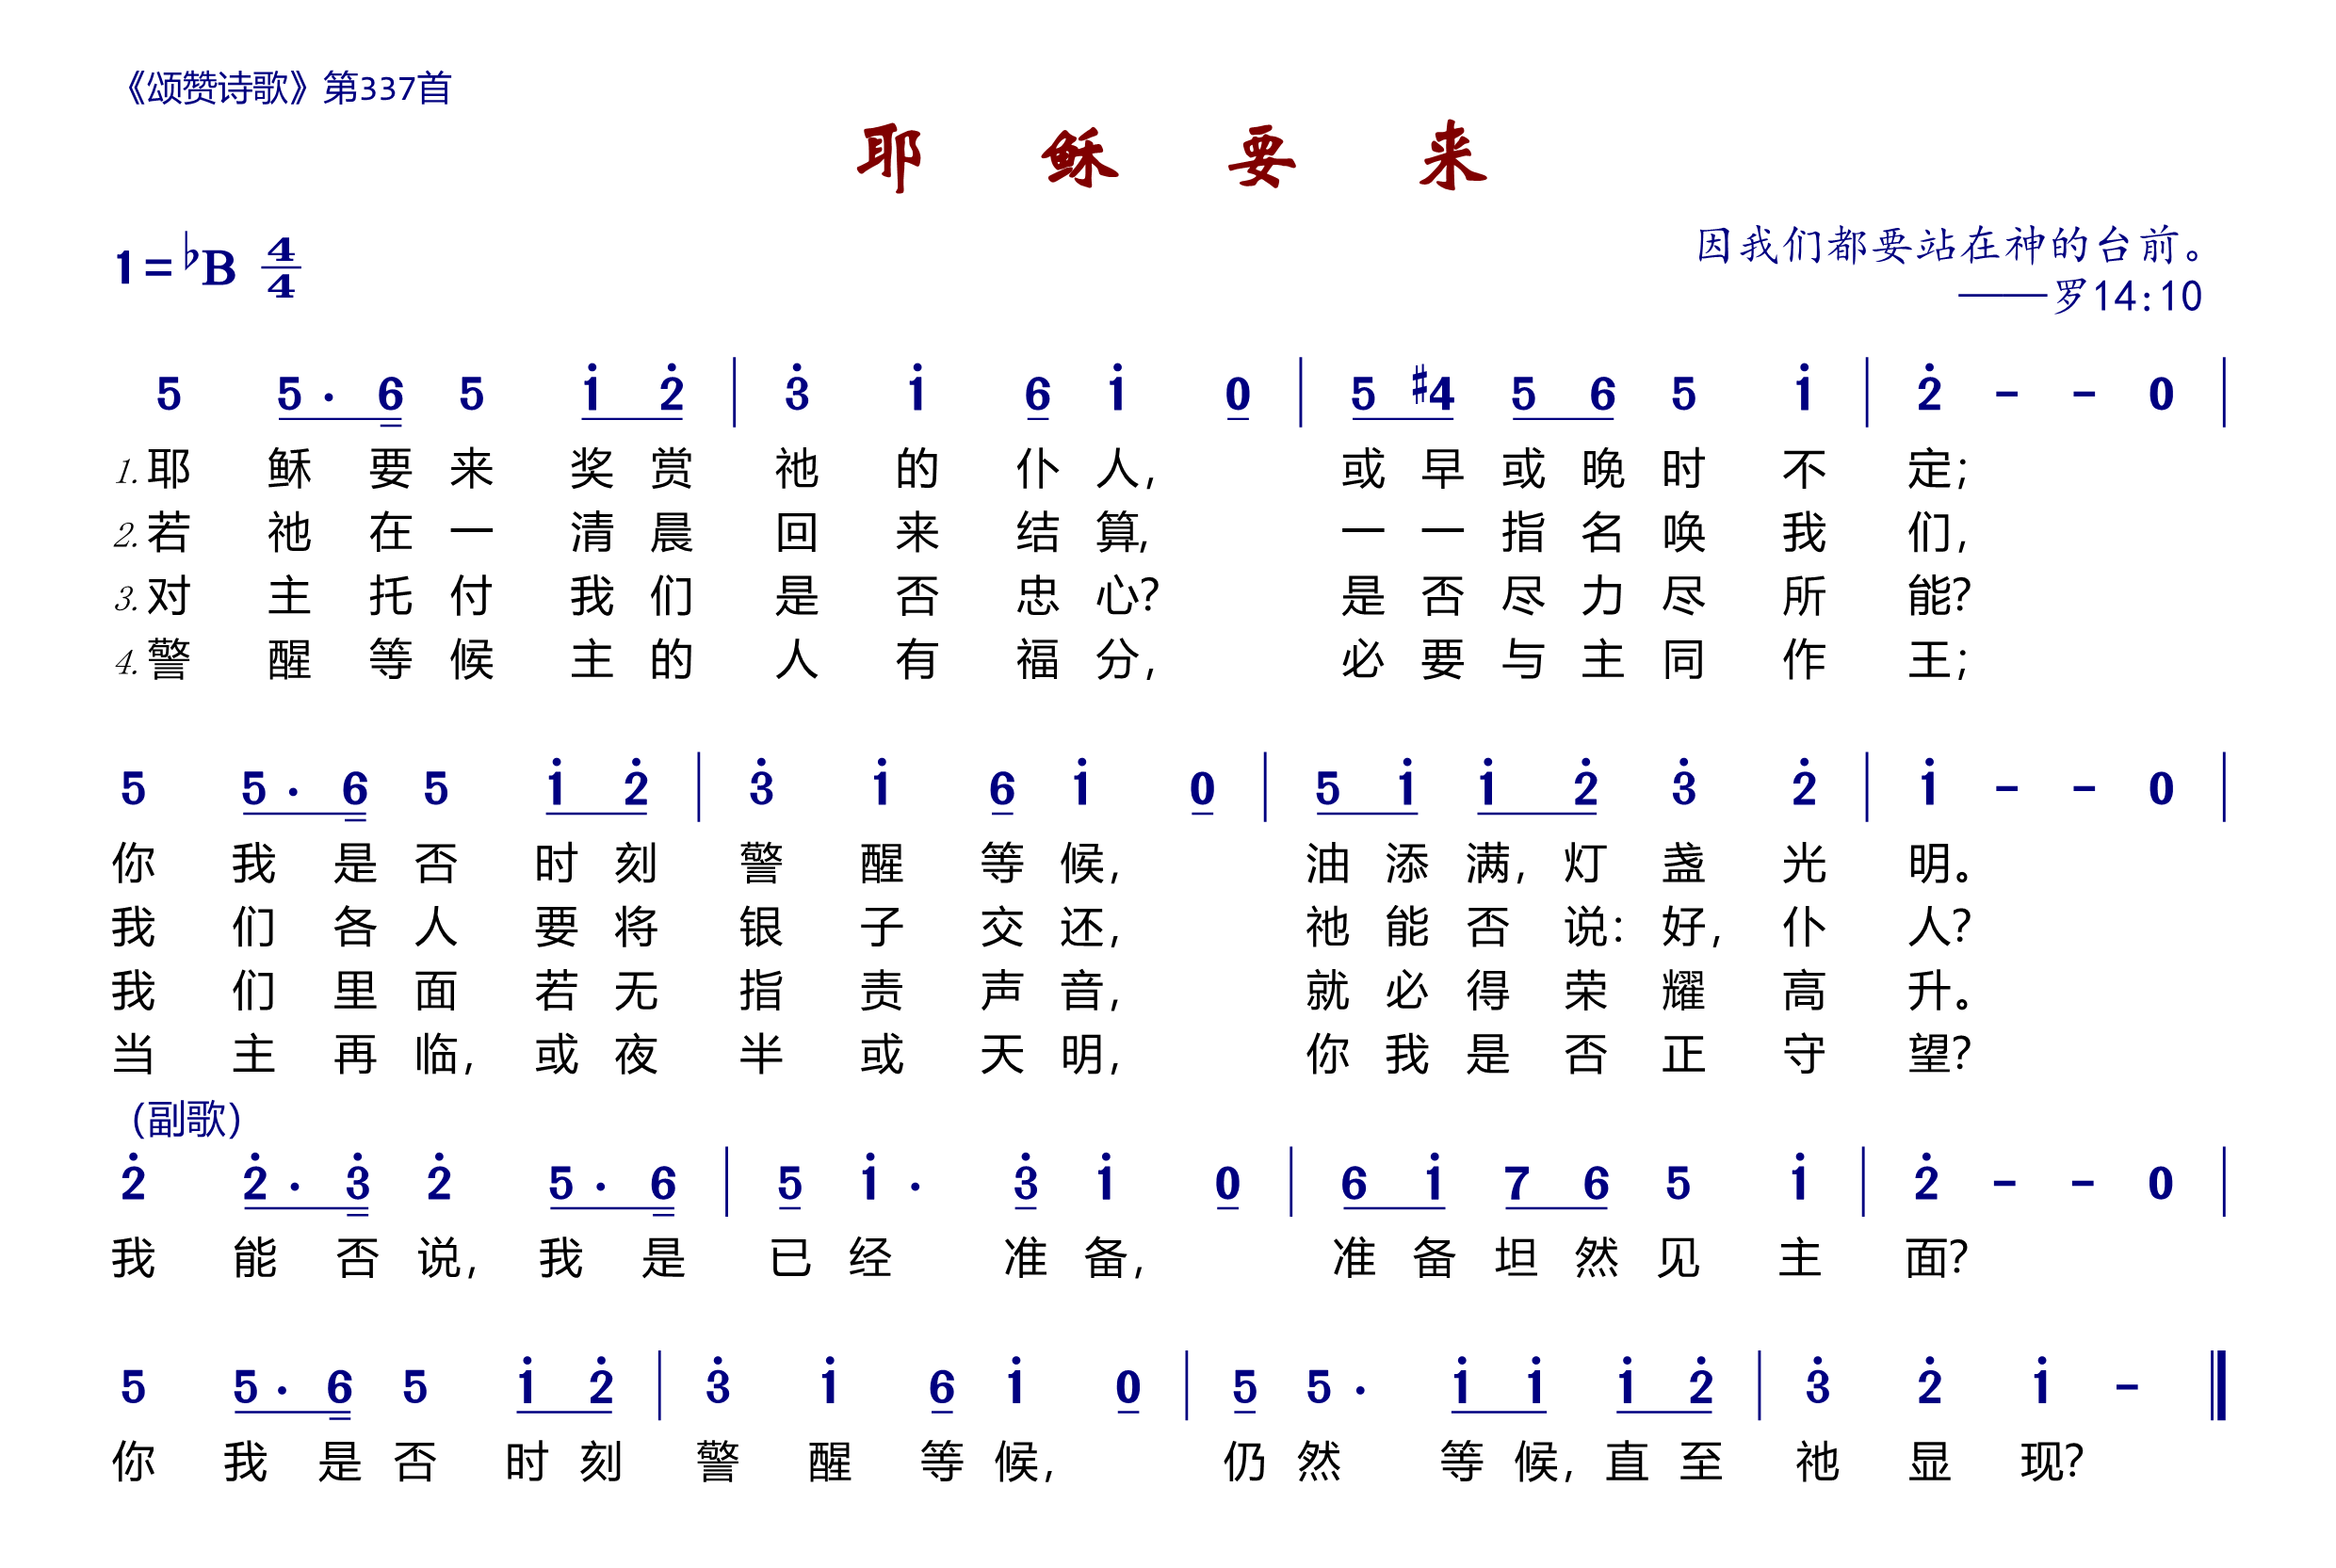 《颂赞诗歌》第337首
耶 稣 要 来
1=♭B 4/4
因我们都要站在神的台前。
——罗14:10
5 5· 6 5 i 2̇ | 3̇ i 6 i 0 | 5 #4 5 6 5 i | 2̇ - - 0 |
1.耶 稣 要 来 奖 赏 祂 的 仆 人, 或 早 或 晚 时 不 定;
2.若 祂 在 一 清 晨 回 来 结 算, 一 一 指 名 唤 我 们,
3.对 主 托 付 我 们 是 否 忠 心? 是 否 尽 力 尽 所 能?
4.警 醒 等 候 主 的 人 有 福 分, 必 要 与 主 同 作 王;
5 5· 6 5 i 2̇ | 3̇ i 6 i 0 | 5 i i 2̇ 3̇ 2̇ | i - - 0 |
你 我 是 否 时 刻 警 醒 等 候, 油 添 满, 灯 盏 光 明。
我 们 各 人 要 将 银 子 交 还, 祂 能 否 说: 好, 仆 人?
我 们 里 面 若 无 指 责 声 音, 就 必 得 荣 耀 高 升。
当 主 再 临, 或 夜 半 或 天 明, 你 我 是 否 正 守 望?
(副歌)
2̇ 2̇· 3̇ 2̇ 5· 6 | 5 i· 3̇ i 0 | 6 i 7 6 5 i | 2̇ - - 0 |
我 能 否 说, 我 是 已 经 准 备, 准 备 坦 然 见 主 面?
5 5· 6 5 i 2̇ | 3̇ i 6 i 0 | 5 5· i i i 2̇ | 3̇ 2̇ i - ‖
你 我 是 否 时 刻 警 醒 等 候, 仍 然 等 候, 直 至 祂 显 现?